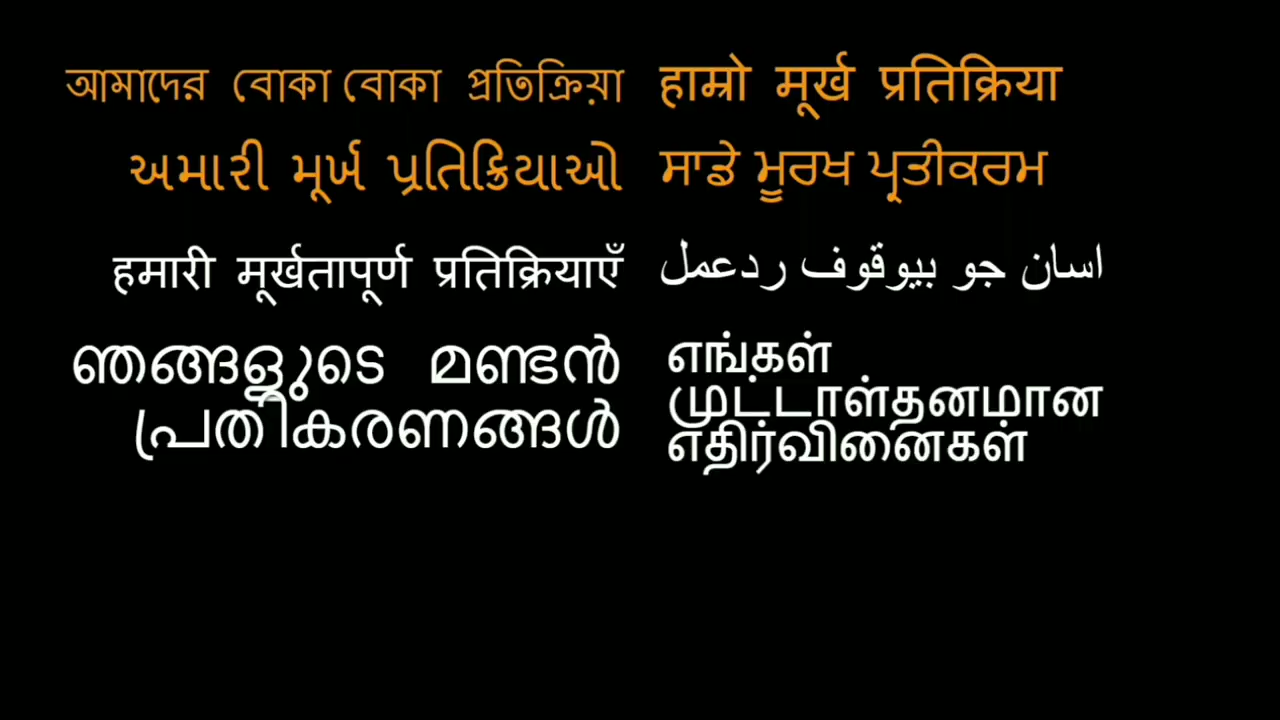 আমাদের বোকা বোকা প্রতিক্রিয়া
हाम्रो मूर्ख प्रतिक्रिया
અમારી મૂર્ખ પ્રતિક્રિયાઓ
ਸਾਡੇ ਮੂਰਖ ਪ੍ਰਤੀਕਰਮ
हमारी मूर्खतापूर्ण प्रतिक्रियाएँ
اسان جو بيوقوف ردعمل
ഞങ്ങളുടെ മണ്ടൻ
പ്രതികരണങ്ങൾ
எங்கள்
முட்டாள்தனமான
எதிர்வினைகள்